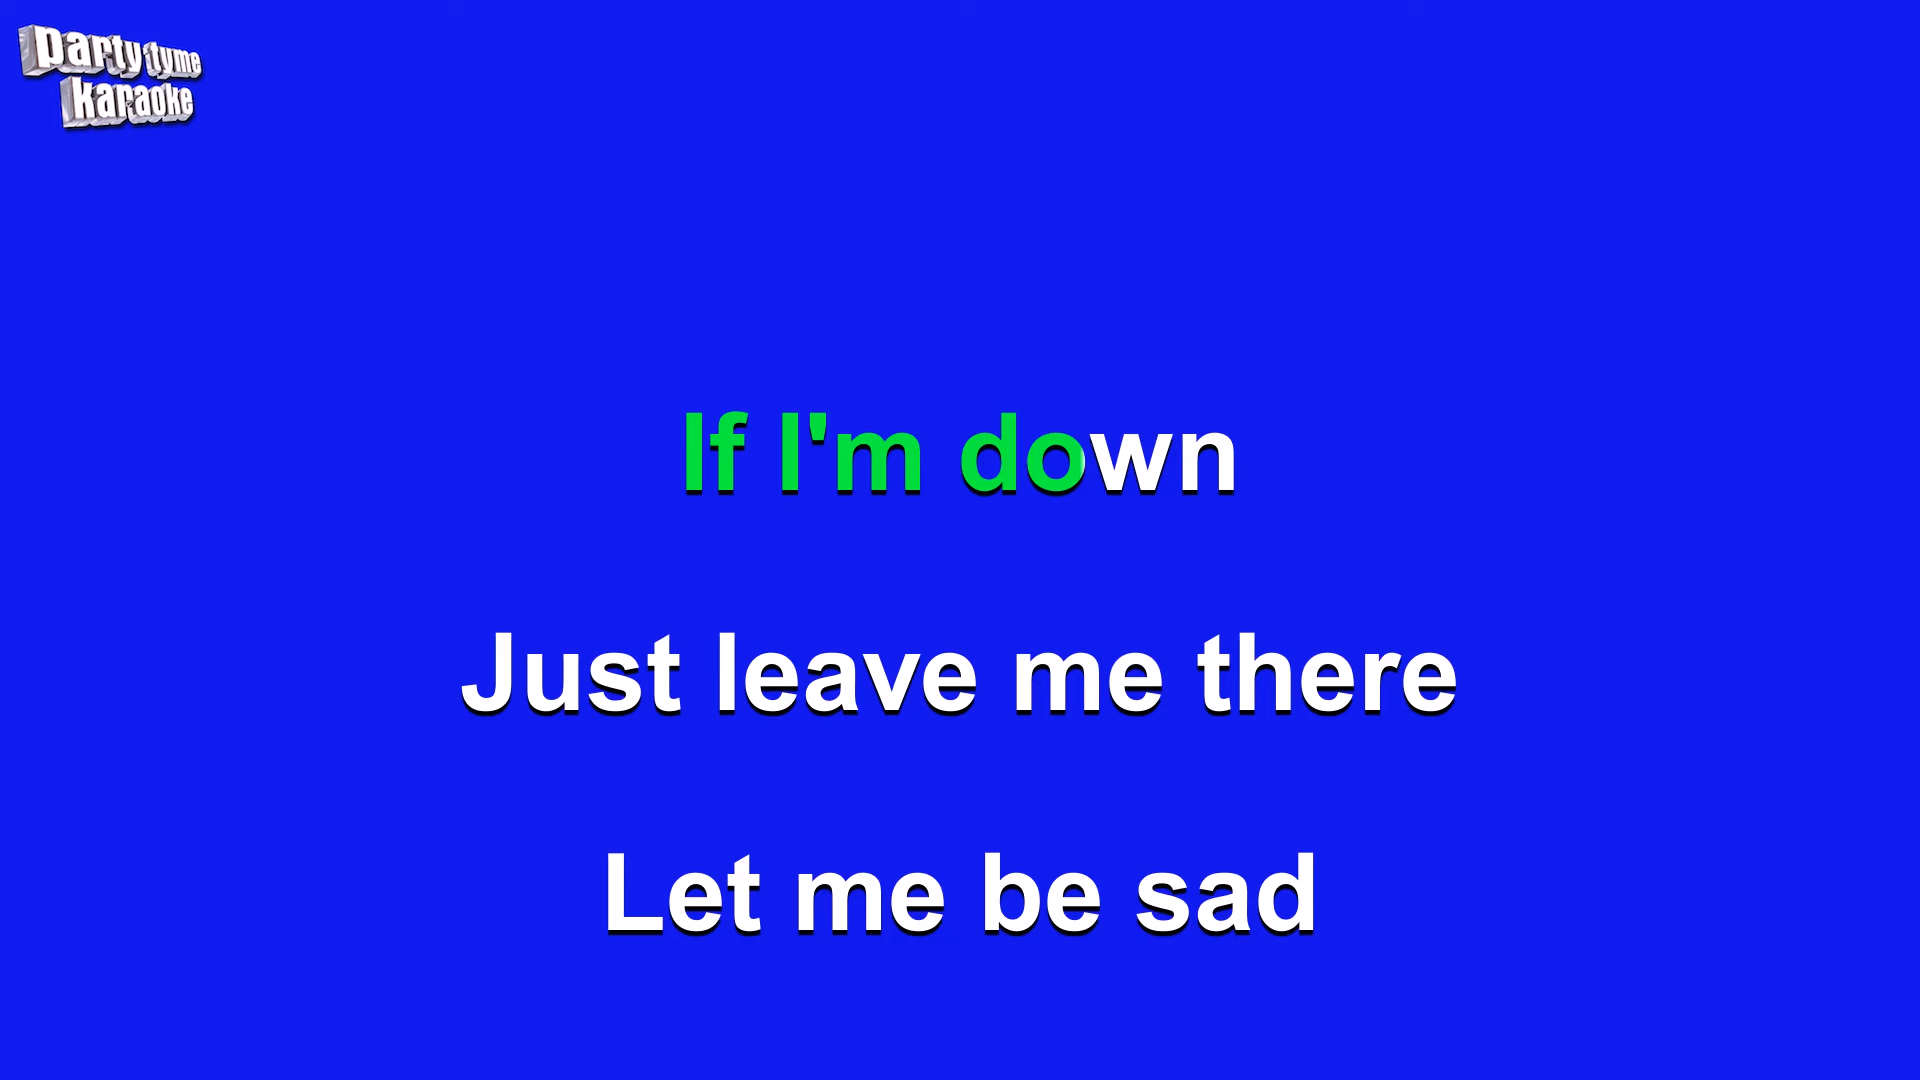 party tyme
karaoke
If I'm down
Just leave me there
Let me be sad